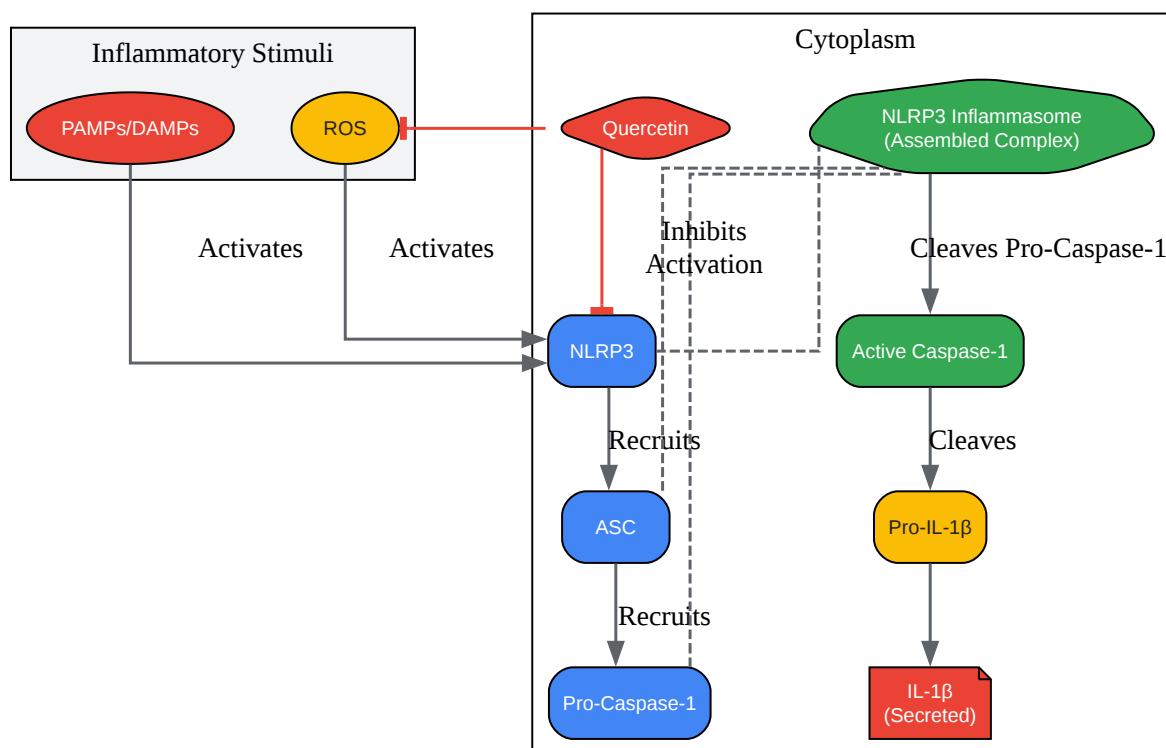 Inflammatory Stimuli
Cytoplasm
PAMPs/DAMPs
ROS
Quercetin
NLRP3 Inflammasome
(Assembled Complex)
Activates
Activates
Inhibits
Activation
Cleaves Pro-Caspase-1
NLRP3
Active Caspase-1
Recruits
Cleaves
ASC
Pro-IL-1β
Recruits
Pro-Caspase-1
IL-1β
(Secreted)